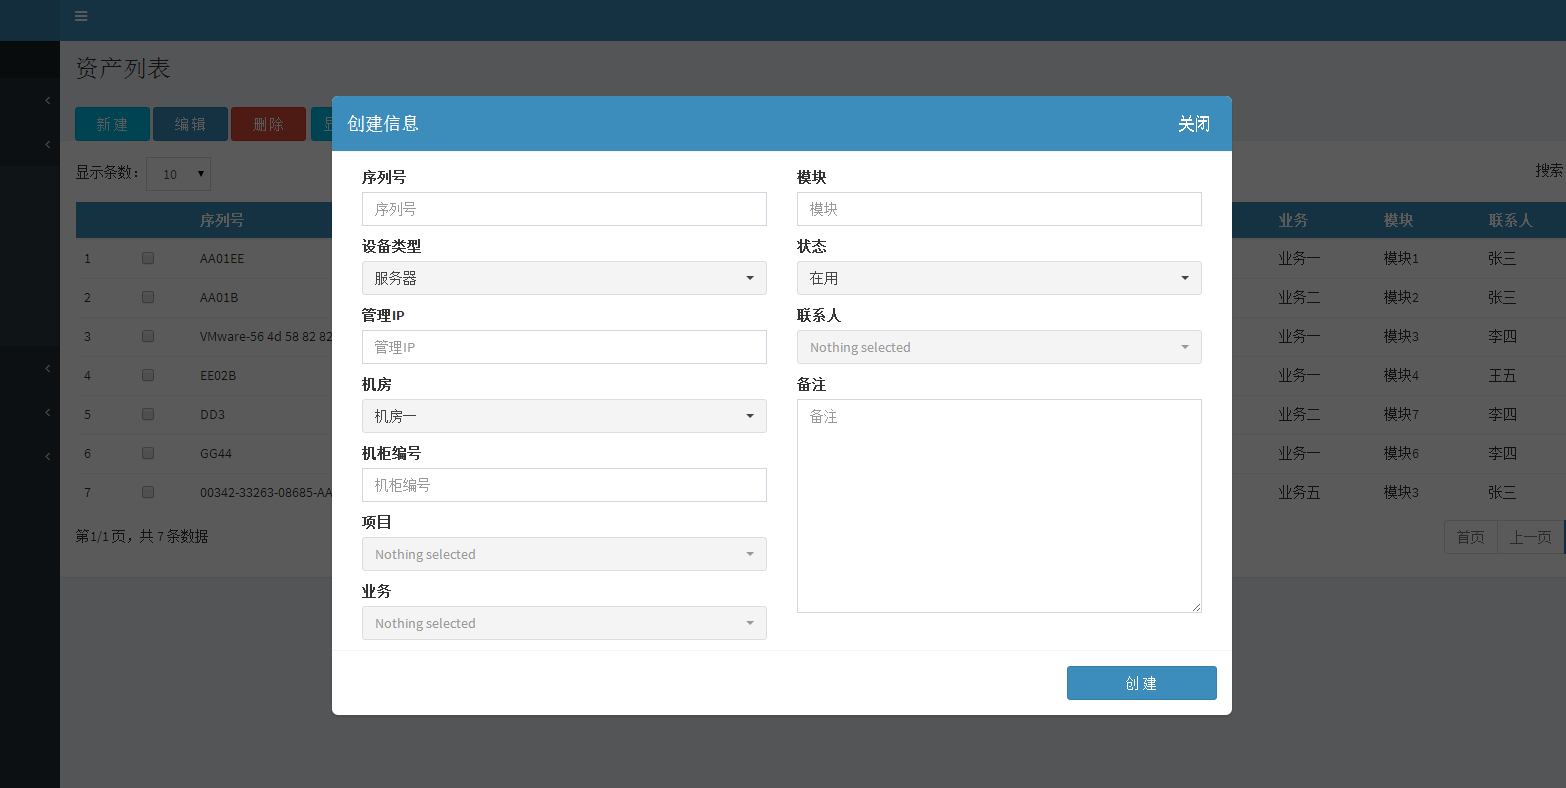 资产列表
新建 编辑 删除
显示条数： 10
搜索
序列号 业务 模块 联系人
1 AA01EE 业务一 模块1 张三
2 AA01B 业务二 模块2 张三
3 VMware-56 4d 58 82 82 业务一 模块3 李四
4 EE02B 业务一 模块4 王五
5 DD3 业务二 模块7 李四
6 GG44 业务一 模块6 李四
7 00342-33263-08685-AA 业务五 模块3 张三
第1/1 页，共 7 条数据
首页 上一页
创建信息 关闭
序列号
序列号
设备类型
服务器
管理IP
管理IP
机房
机房一
机柜编号
机柜编号
项目
Nothing selected
业务
Nothing selected
模块
模块
状态
在用
联系人
Nothing selected
备注
备注
创建